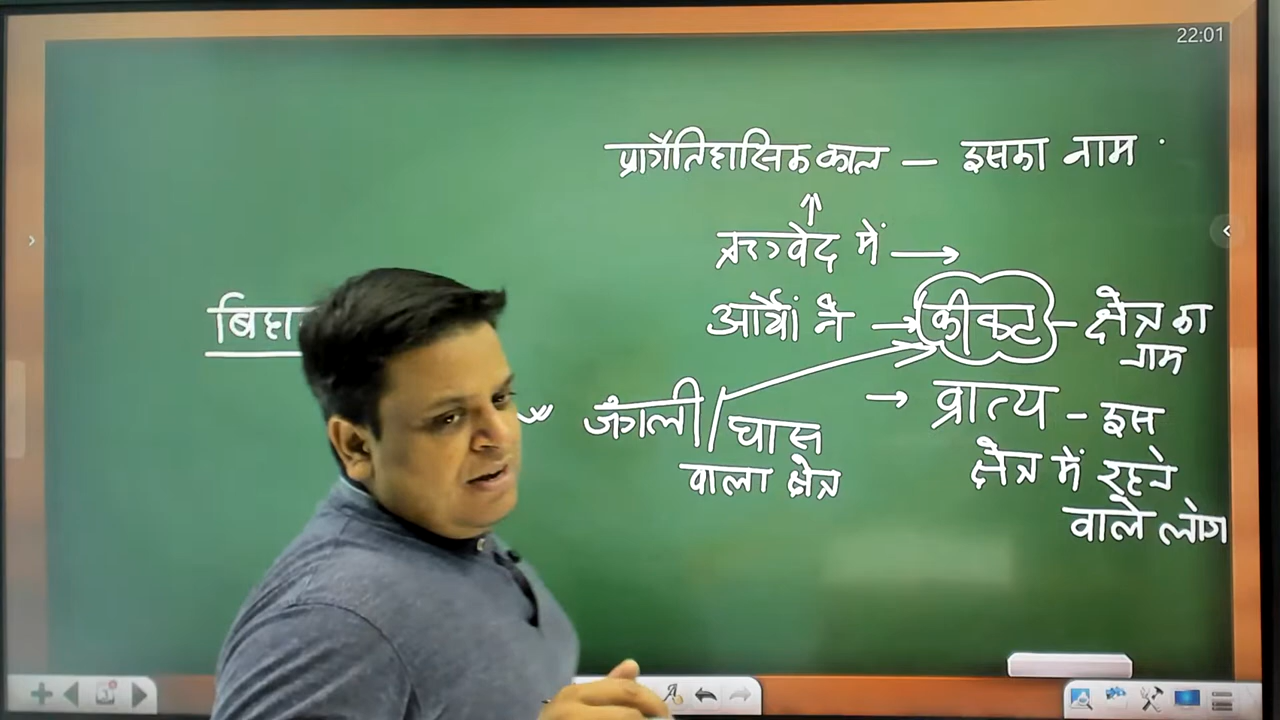 22:01
प्रागैतिहासिक काल — इसका नाम
ऋग्वेद में →
बिहा
आर्यों ने → कीकट - क्षेत्र का
नाम
जंगली / घास → व्रात्य - इस
वाला क्षेत्र क्षेत्र में रहने
वाले लोग